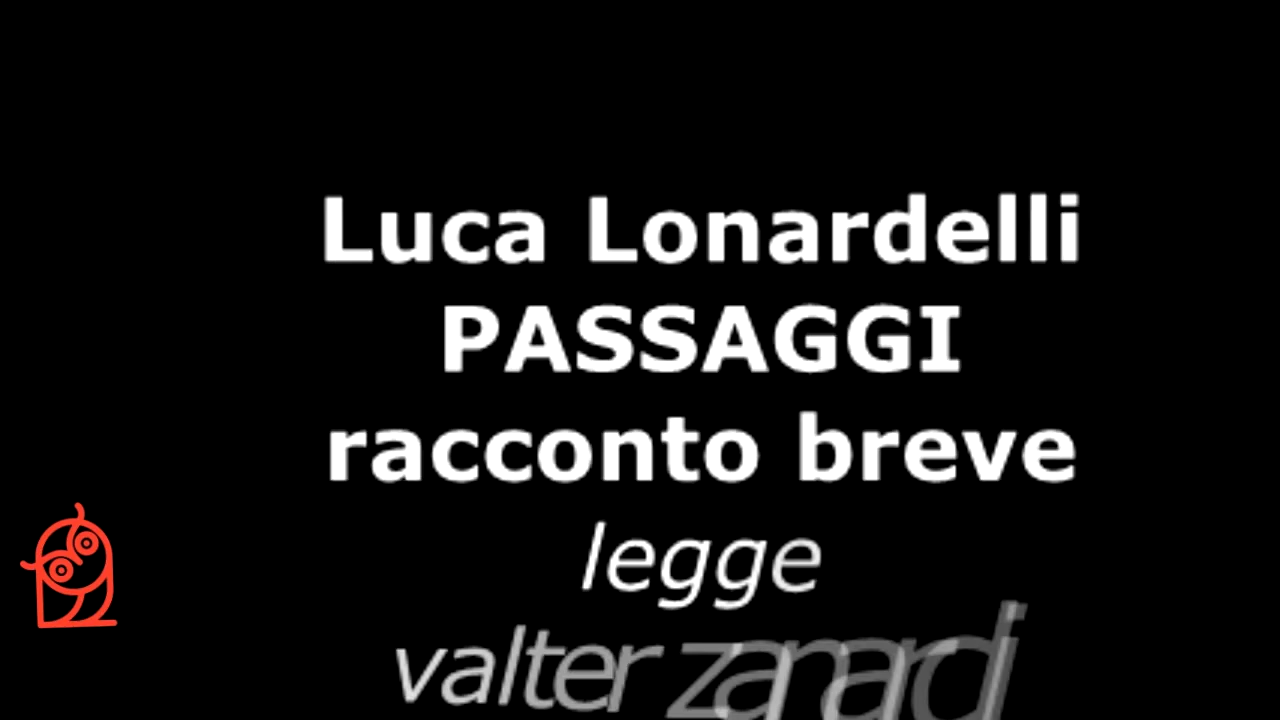 Luca Lonardelli
PASSAGGI
racconto breve
legge
valter zanardi